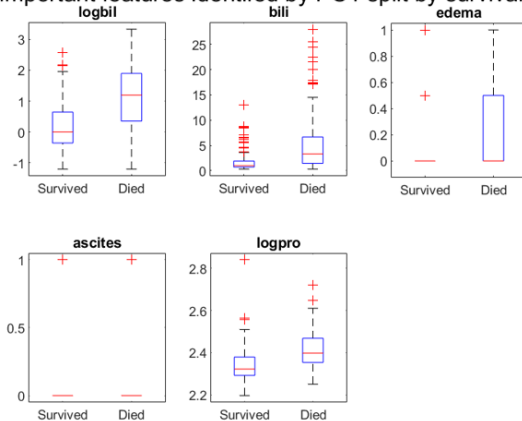 important features identified by PCA split by survival
logbil
bili
edema
3
2
1
0
-1
Survived Died
25
20
15
10
5
0
Survived Died
1
0.8
0.6
0.4
0.2
0
Survived Died
ascites
logpro
1
0.5
0
Survived Died
2.8
2.6
2.4
2.2
Survived Died